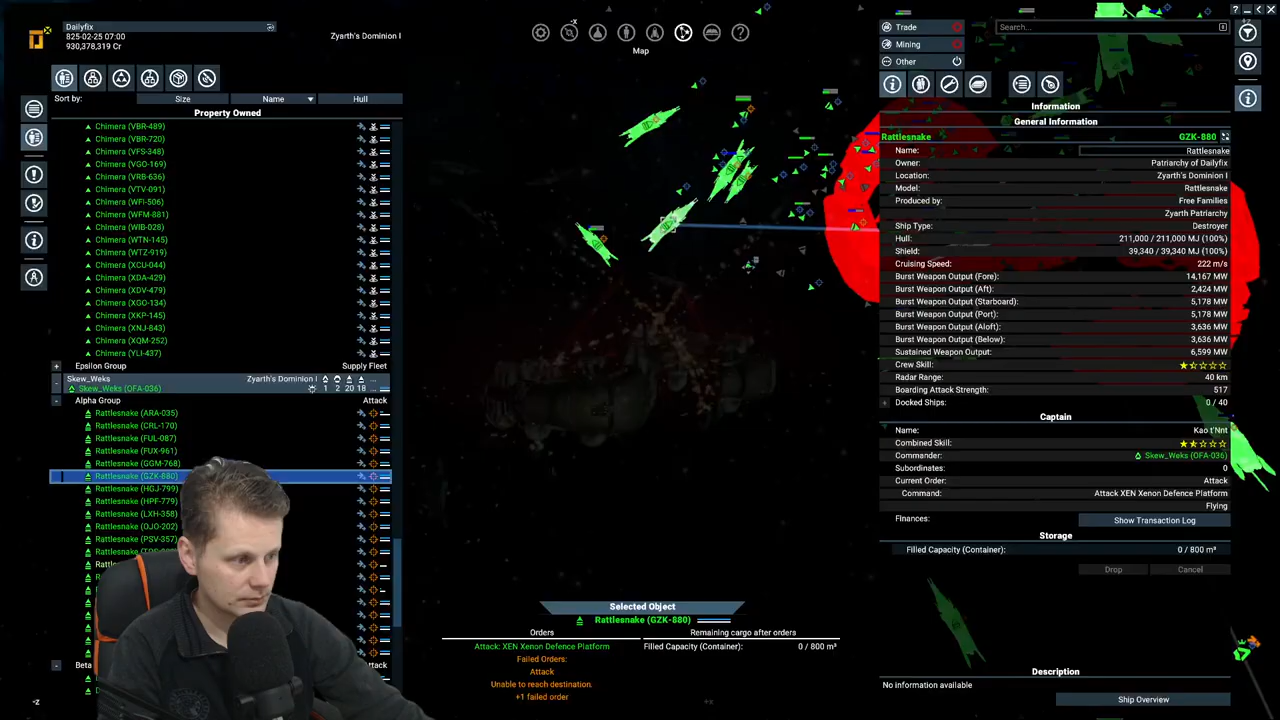 Dailyfix
825-02-25 07:00
930,378,319 Cr
Zyarth's Dominion I
Map
Trade
Mining
Other
Search...
Sort by:
Size
Name
Hull
Property Owned
Chimera (VBR-489)
Chimera (VBR-720)
Chimera (VFS-348)
Chimera (VGO-169)
Chimera (VRB-636)
Chimera (VTV-091)
Chimera (WFI-506)
Chimera (WFM-881)
Chimera (WIB-028)
Chimera (WTN-145)
Chimera (WTZ-919)
Chimera (XCU-044)
Chimera (XDA-429)
Chimera (XDV-479)
Chimera (XGO-134)
Chimera (XKP-145)
Chimera (XNJ-843)
Chimera (XQM-252)
Chimera (YLI-437)
Epsilon Group Supply Fleet
Skew_Weks Zyarth's Dominion I
Skew_Weks (OFA-036) 1 2 20 18 ...
Alpha Group Attack
Rattlesnake (ARA-035)
Rattlesnake (CRL-170)
Rattlesnake (FUL-087)
Rattlesnake (FUX-961)
Rattlesnake (GGM-768)
Rattlesnake (GZK-880)
Rattlesnake (HGJ-799)
Rattlesnake (HPF-779)
Rattlesnake (LXH-358)
Rattlesnake (OJO-202)
Rattlesnake (PSV-357)
Beta Attack
Selected Object
Rattlesnake (GZK-880)
Orders
Attack: XEN Xenon Defence Platform
Failed Orders:
Attack
Unable to reach destination.
+1 failed order
Remaining cargo after orders
Filled Capacity (Container): 0 / 800 m³
Information
General Information
Rattlesnake GZK-880
Name: Rattlesnake
Owner: Patriarchy of Dailyfix
Location: Zyarth's Dominion I
Model: Rattlesnake
Produced by: Free Families
Zyarth Patriarchy
Ship Type: Destroyer
Hull: 211,000 / 211,000 MJ (100%)
Shield: 39,340 / 39,340 MJ (100%)
Cruising Speed: 222 m/s
Burst Weapon Output (Fore): 14,167 MW
Burst Weapon Output (Aft): 2,424 MW
Burst Weapon Output (Starboard): 5,178 MW
Burst Weapon Output (Port): 5,178 MW
Burst Weapon Output (Aloft): 3,636 MW
Burst Weapon Output (Below): 3,636 MW
Sustained Weapon Output: 6,599 MW
Crew Skill:
Radar Range: 40 km
Boarding Attack Strength: 517
Docked Ships: 0 / 40
Captain
Name: Kao t'Nnt
Combined Skill:
Commander: Skew_Weks (OFA-036)
Subordinates: 0
Current Order: Attack
Command: Attack XEN Xenon Defence Platform
Flying
Finances: Show Transaction Log
Storage
Filled Capacity (Container): 0 / 800 m³
Drop
Cancel
Description
No information available
Ship Overview
-z
+x
-x